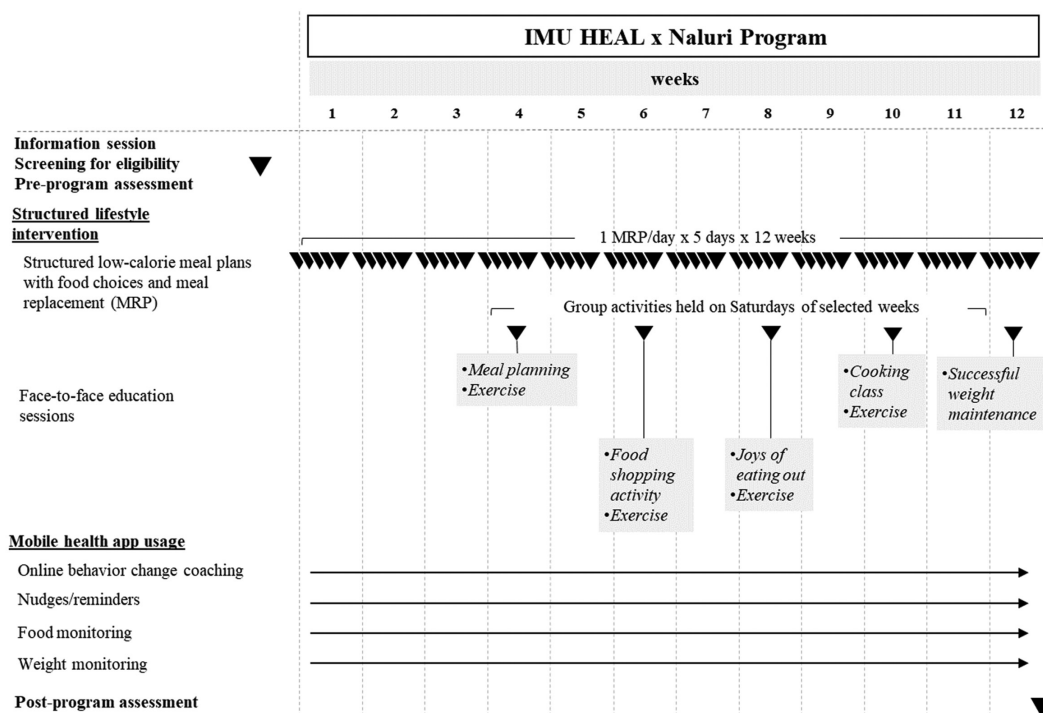 IMU HEAL x Naluri Program
weeks
1 2 3 4 5 6 7 8 9 10 11 12
Information session
Screening for eligibility
Pre-program assessment
Structured lifestyle
intervention
1 MRP/day x 5 days x 12 weeks
Structured low-calorie meal plans
with food choices and meal
replacement (MRP)
Group activities held on Saturdays of selected weeks
Face-to-face education
sessions
•Meal planning
•Exercise
•Food
shopping
activity
•Exercise
•Joys of
eating out
•Exercise
•Cooking
class
•Exercise
•Successful
weight
maintenance
Mobile health app usage
Online behavior change coaching
Nudges/reminders
Food monitoring
Weight monitoring
Post-program assessment